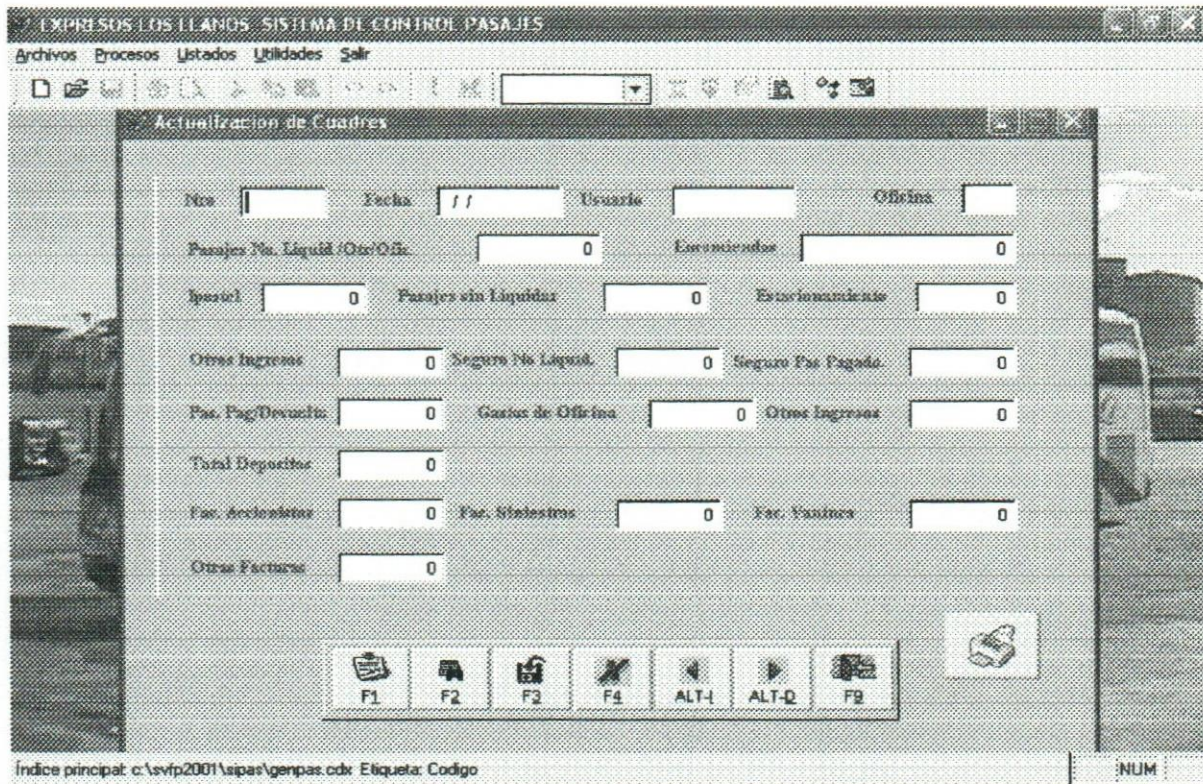 EXPRESOS LOS LLANOS SISTEMA DE CONTROL PASAJES
Archivos Procesos Listados Utilidades Salir
Actualizacion de Cuadres
Nro Fecha / / Usuario Oficina
Pasajes No. Liquid /Otr/Ofic. 0 Encomiendas 0
Ipostel 0 Pasajes sin Liquidar 0 Estacionamiento 0
Otros Ingresos 0 Seguro No Liquid. 0 Seguro Pas Pagado. 0
Pas. Pag/Devuelto 0 Gastos de Oficina 0 Otros Ingresos 0
Total Depositos 0
Fac. Accionistas 0 Fac. Siniestros 0 Fac. 0
Otras Facturas 0
F1 F2 F3 F4 ALT-I ALT-D F9
Índice principal: c:\svfp2001\sipas\genpas.cdx Etiqueta: Codigo NUM